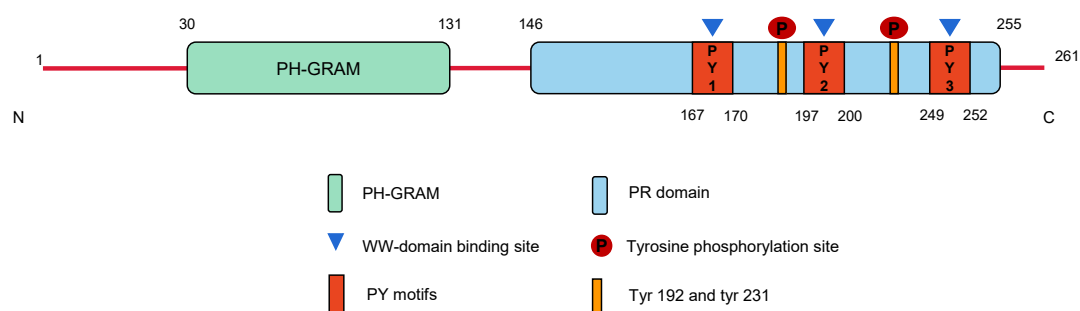 30 131 146 255
P P
1 PH-GRAM P Y 1 P Y 2 P Y 3 261
167 170 197 200 249 252
N C
PH-GRAM PR domain
WW-domain binding site P Tyrosine phosphorylation site
PY motifs Tyr 192 and tyr 231